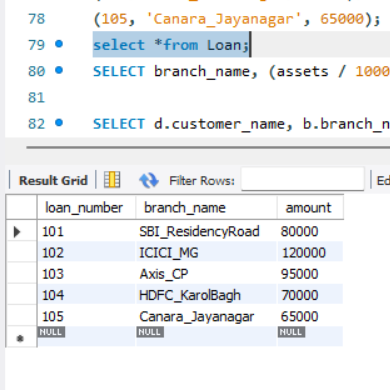 78 (105, 'Canara_Jayanagar', 65000);
79 select *from Loan;
80 SELECT branch_name, (assets / 1000
81
82 SELECT d.customer_name, b.branch_n
Result Grid Filter Rows: Ed
loan_number branch_name amount
101 SBI_ResidencyRoad 80000
102 ICICI_MG 120000
103 Axis_CP 95000
104 HDFC_KarolBagh 70000
105 Canara_Jayanagar 65000
NULL NULL NULL